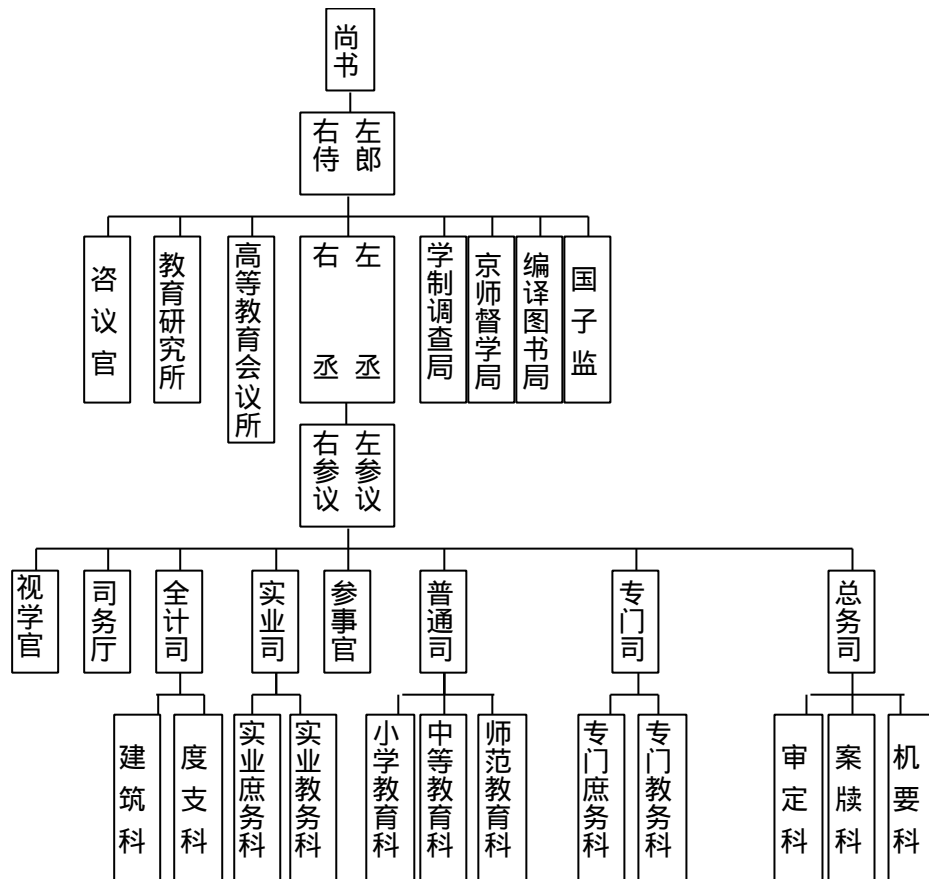 尚书
左郎
右侍
咨议官
教育研究所
高等教育会议所
左丞
右丞
学制调查局
京师督学局
编译图书局
国子监
左参议
右参议
视学官
司务厅
全计司
实业司
参事官
普通司
专门司
总务司
建筑科
度支科
实业庶务科
实业教务科
小学教育科
中等教育科
师范教育科
专门庶务科
专门教务科
审定科
案牍科
机要科